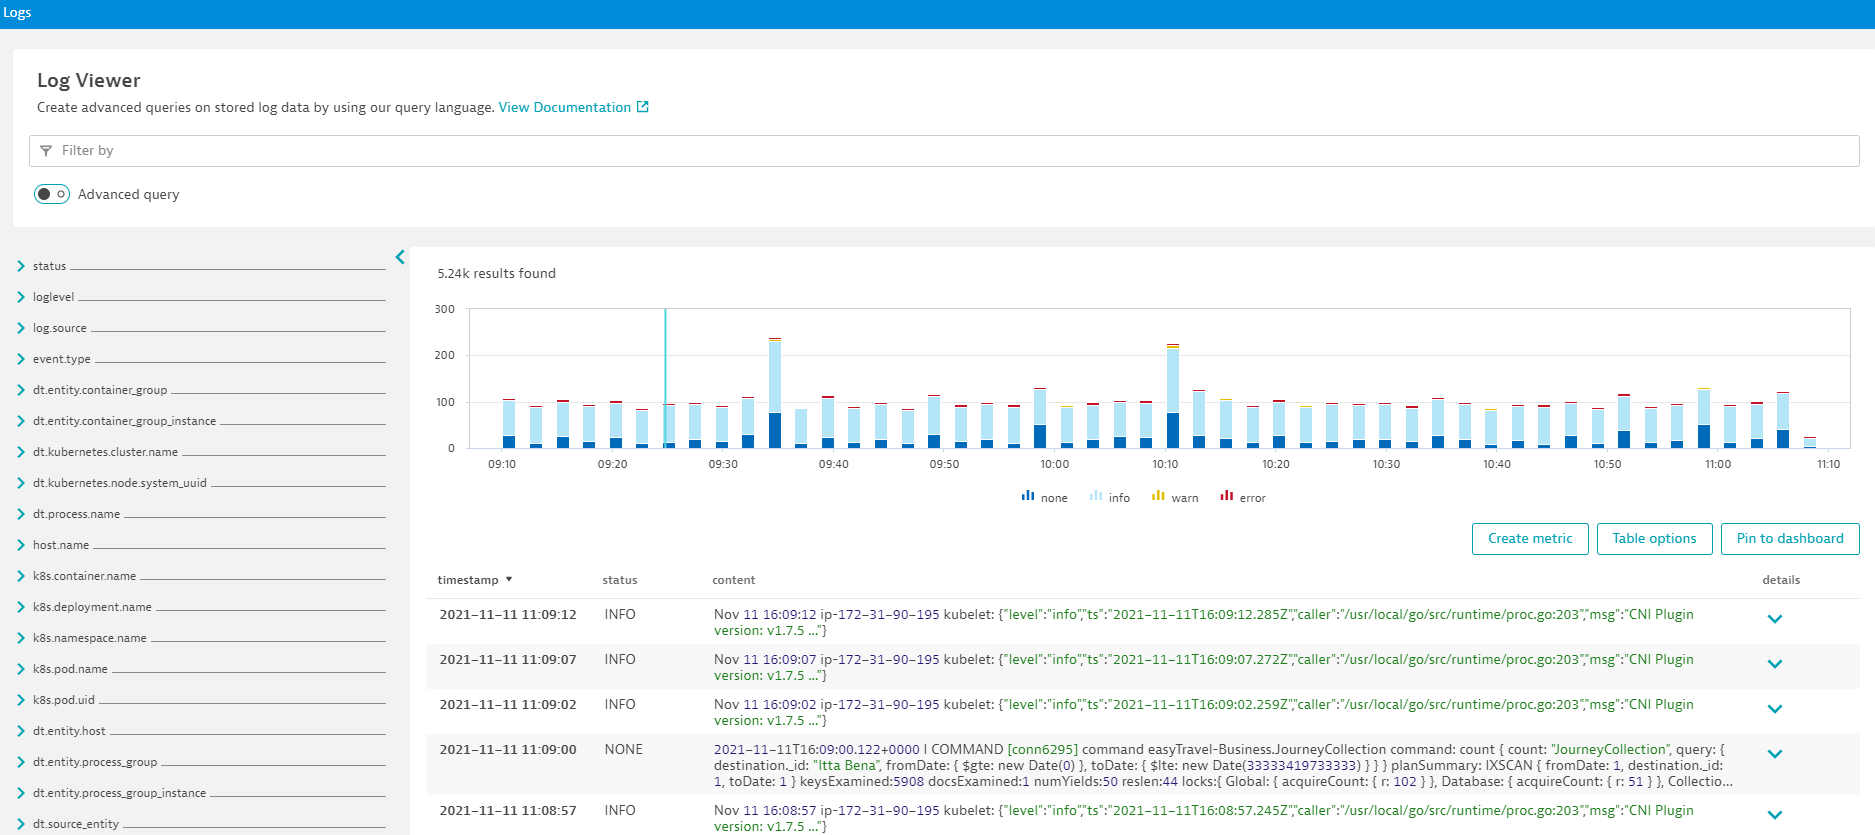 Logs
Log Viewer
Create advanced queries on stored log data by using our query language. View Documentation
Filter by
Advanced query
status
loglevel
log.source
event.type
dt.entity.container_group
dt.entity.container_group_instance
dt.kubernetes.cluster.name
dt.kubernetes.node.system_uuid
dt.process.name
host.name
k8s.container.name
k8s.deployment.name
k8s.namespace.name
k8s.pod.name
k8s.pod.uid
dt.entity.host
dt.entity.process_group
dt.entity.process_group_instance
dt.source_entity
5.24k results found
300
200
100
0
09:10 09:20 09:30 09:40 09:50 10:00 10:10 10:20 10:30 10:40 10:50 11:00 11:10
none info warn error
Create metric Table options Pin to dashboard
timestamp ▼ status content details
2021–11–11 11:09:12 INFO Nov 11 16:09:12 ip-172–31–90–195 kubelet: {"level":"info","ts":"2021–11–11T16:09:12.285Z","caller":"/usr/local/go/src/runtime/proc.go:203","msg":"CNI Plugin
version: v1.7.5 ..."}
2021–11–11 11:09:07 INFO Nov 11 16:09:07 ip-172–31–90–195 kubelet: {"level":"info","ts":"2021–11–11T16:09:07.272Z","caller":"/usr/local/go/src/runtime/proc.go:203","msg":"CNI Plugin
version: v1.7.5 ..."}
2021–11–11 11:09:02 INFO Nov 11 16:09:02 ip-172–31–90–195 kubelet: {"level":"info","ts":"2021–11–11T16:09:02.259Z","caller":"/usr/local/go/src/runtime/proc.go:203","msg":"CNI Plugin
version: v1.7.5 ..."}
2021–11–11 11:09:00 NONE 2021–11–11T16:09:00.122+0000 I COMMAND [conn6295] command easyTravel-Business.JourneyCollection command: count { count: "JourneyCollection", query: {
destination._id: "Itta Bena", fromDate: { $gte: new Date(0) }, toDate: { $lte: new Date(33333419733333) } } } planSummary: IXSCAN { fromDate: 1, destination._id:
1, toDate: 1 } keysExamined:5908 docsExamined:1 numYields:50 reslen:44 locks:{ Global: { acquireCount: { r: 102 } }, Database: { acquireCount: { r: 51 } }, Collectio...
2021–11–11 11:08:57 INFO Nov 11 16:08:57 ip-172–31–90–195 kubelet: {"level":"info","ts":"2021–11–11T16:08:57.245Z","caller":"/usr/local/go/src/runtime/proc.go:203","msg":"CNI Plugin
version: v1.7.5 ..."}